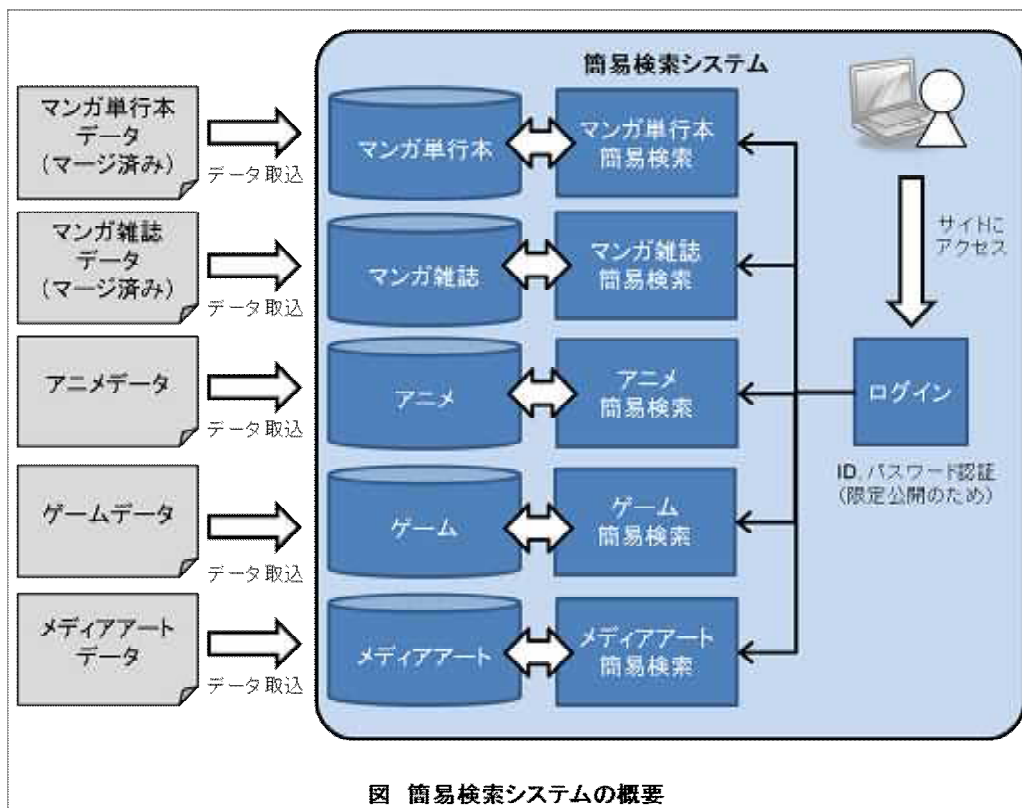 簡易検索システム
マンガ単行本
データ
(マージ済み)
データ取込
マンガ単行本
マンガ単行本
簡易検索
マンガ雑誌
データ
(マージ済み)
データ取込
マンガ雑誌
マンガ雑誌
簡易検索
サイトに
アクセス
アニメデータ
データ取込
アニメ
アニメ
簡易検索
ログイン
ID、パスワード認証
(限定公開のため)
ゲームデータ
データ取込
ゲーム
ゲーム
簡易検索
メディアアート
データ
データ取込
メディアアート
メディアアート
簡易検索
図 簡易検索システムの概要